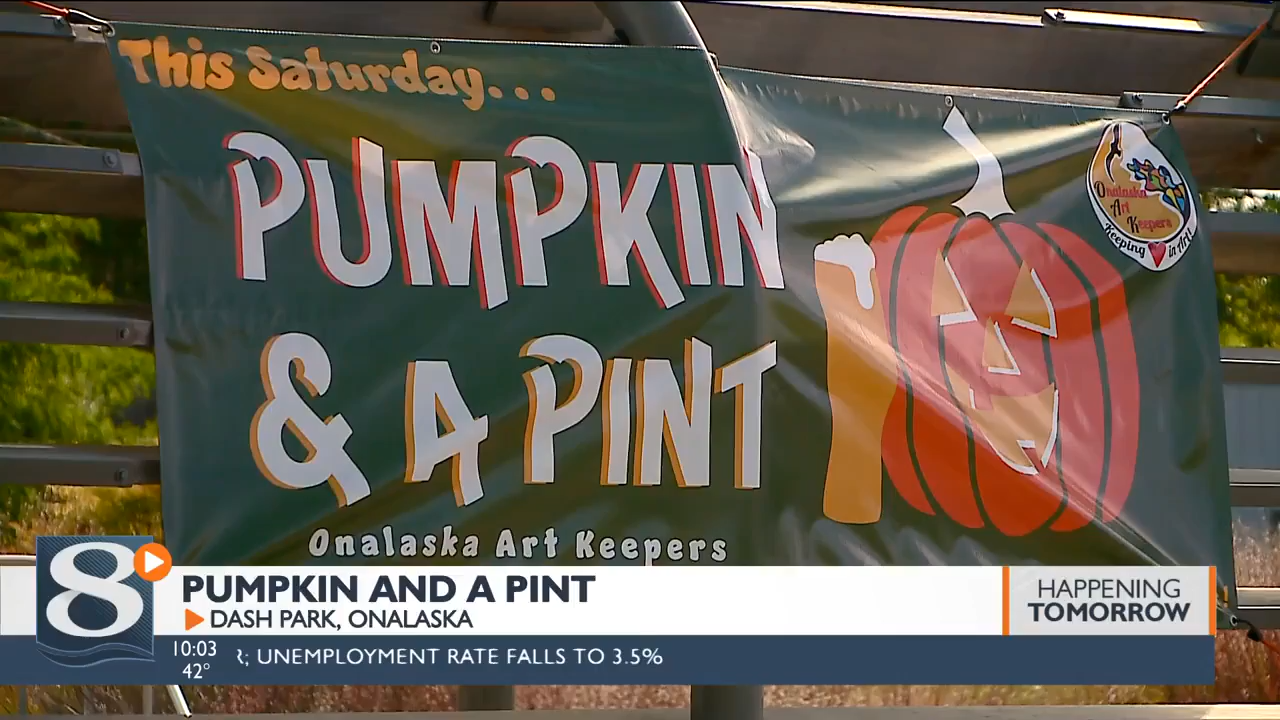 This Saturday...
PUMPKIN
& A PINT
Onalaska Art Keepers
Onalaska
Art
Keepers
Keeping in Art!
8
PUMPKIN AND A PINT
DASH PARK, ONALASKA
HAPPENING
TOMORROW
10:03
42°
R; UNEMPLOYMENT RATE FALLS TO 3.5%